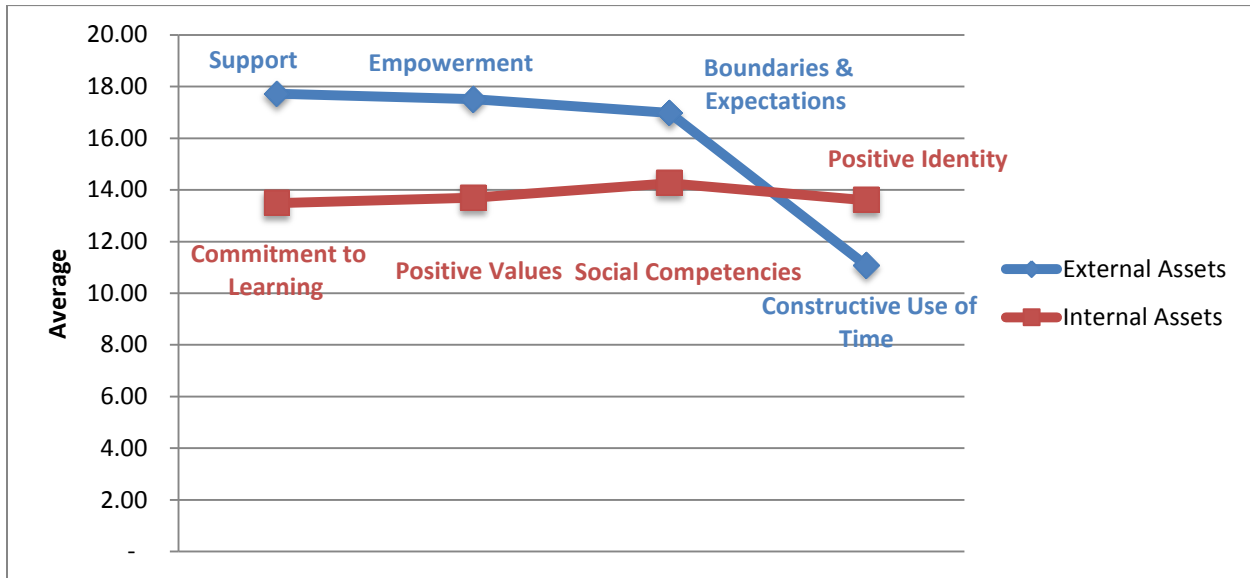 20.00
18.00
16.00
14.00
12.00
10.00
8.00
6.00
4.00
2.00
-
Average
Support
Empowerment
Boundaries &
Expectations
Positive Identity
Commitment to
Learning
Positive Values
Social Competencies
Constructive Use of
Time
External Assets
Internal Assets